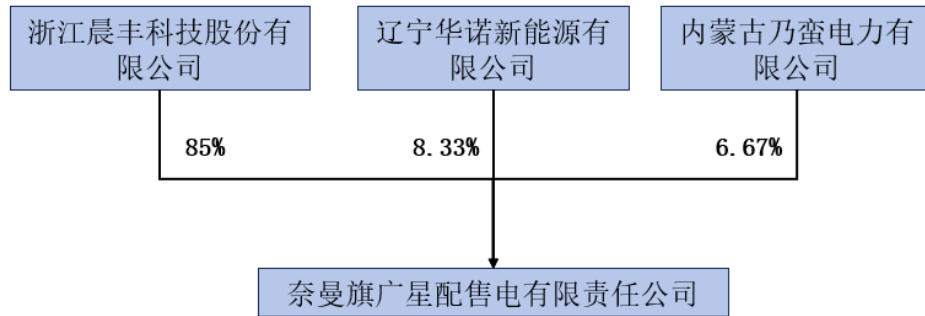 浙江晨丰科技股份有
限公司
辽宁华诺新能源有
限公司
内蒙古乃蛮电力有
限公司
85%
8.33%
6.67%
奈曼旗广星配售电有限责任公司